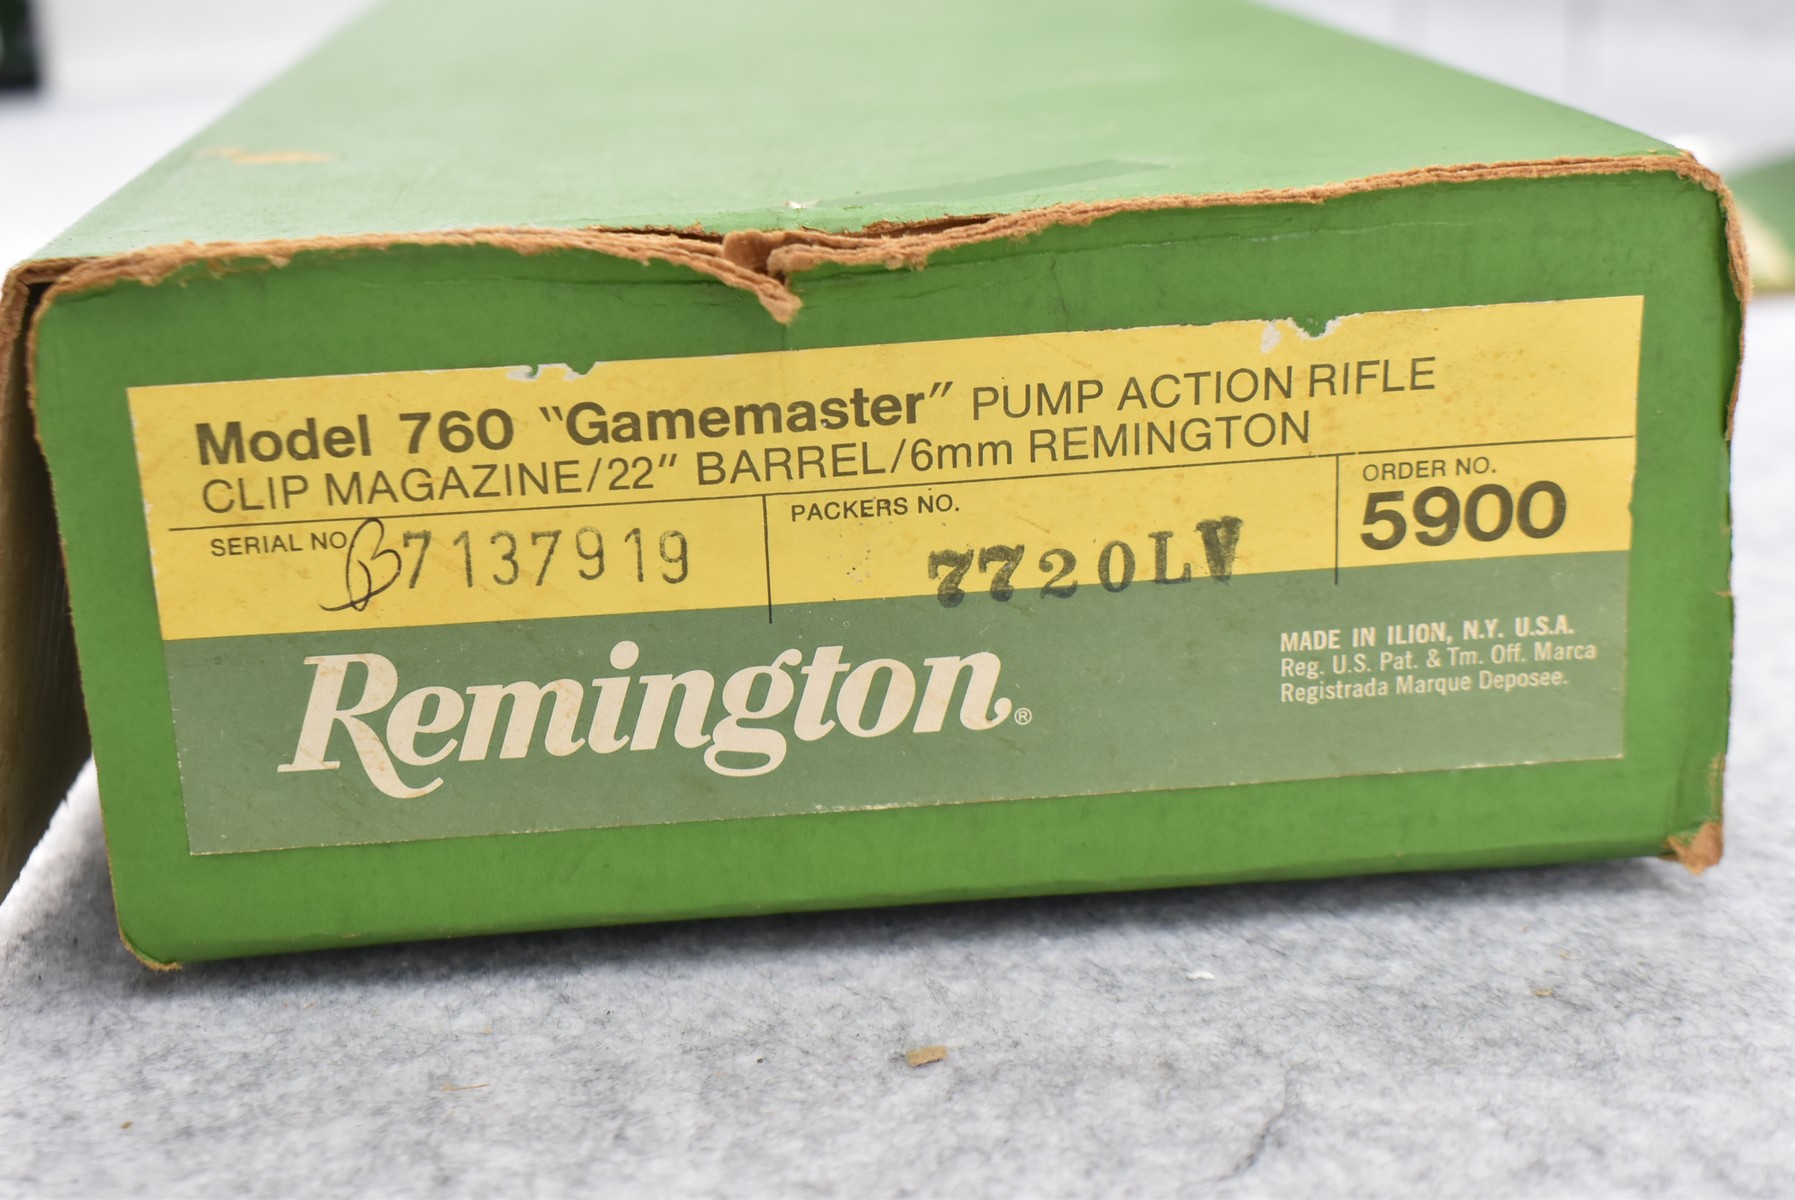 Model 760 "Gamemaster" PUMP ACTION RIFLE
CLIP MAGAZINE/22" BARREL/6mm REMINGTON
SERIAL NO. B7137919
PACKERS NO. 7720LV
ORDER NO. 5900
Remington®
MADE IN ILION, N.Y. U.S.A.
Reg. U.S. Pat. & Tm. Off. Marca
Registrada Marque Deposee.